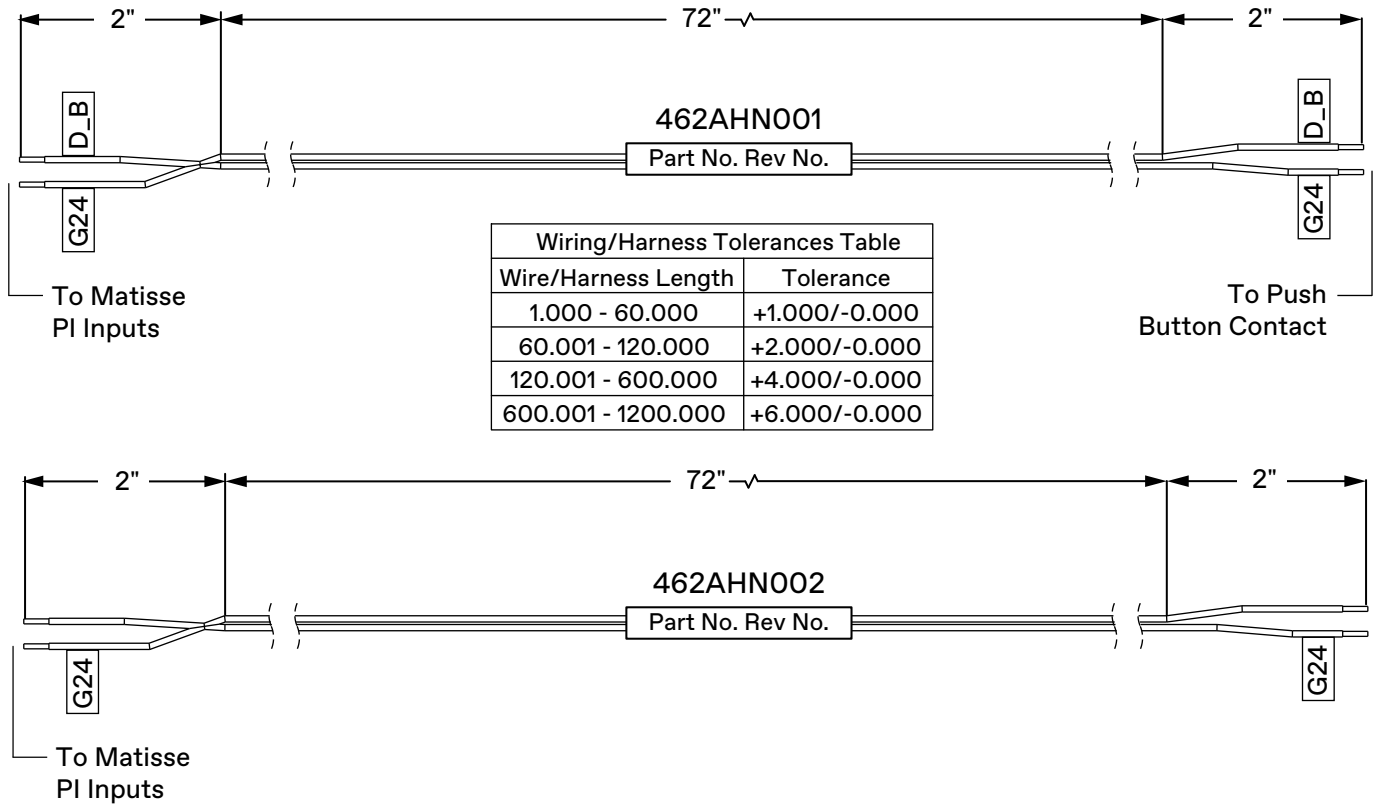 2" 72" 2"
D_B D_B
462AHN001
Part No. Rev No.
G24 G24
To Matisse
PI Inputs
To Push
Button Contact
Wiring/Harness Tolerances Table
Wire/Harness Length Tolerance
1.000 - 60.000 +1.000/-0.000
60.001 - 120.000 +2.000/-0.000
120.001 - 600.000 +4.000/-0.000
600.001 - 1200.000 +6.000/-0.000
2" 72" 2"
462AHN002
Part No. Rev No.
G24 G24
To Matisse
PI Inputs